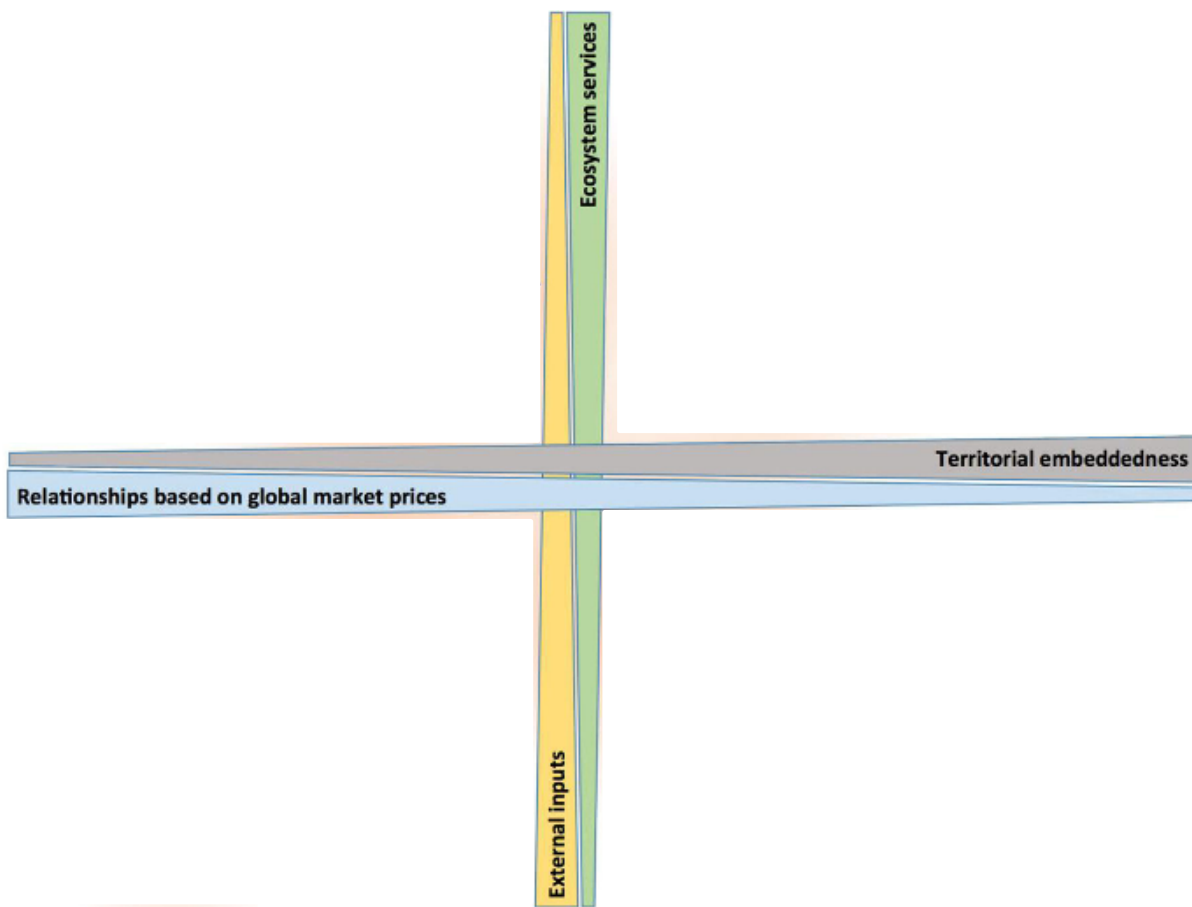 Ecosystem services
Territorial embeddedness
Relationships based on global market prices
External inputs